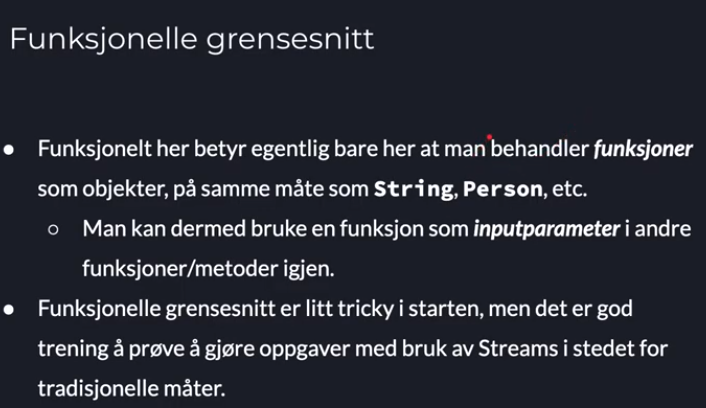 Funksjonelle grensesnitt
● Funksjonelt her betyr egentlig bare her at man behandler funksjoner
som objekter, på samme måte som String, Person, etc.
○ Man kan dermed bruke en funksjon som inputparameter i andre
funksjoner/metoder igjen.
● Funksjonelle grensesnitt er litt tricky i starten, men det er god
trening å prøve å gjøre oppgaver med bruk av Streams i stedet for
tradisjonelle måter.